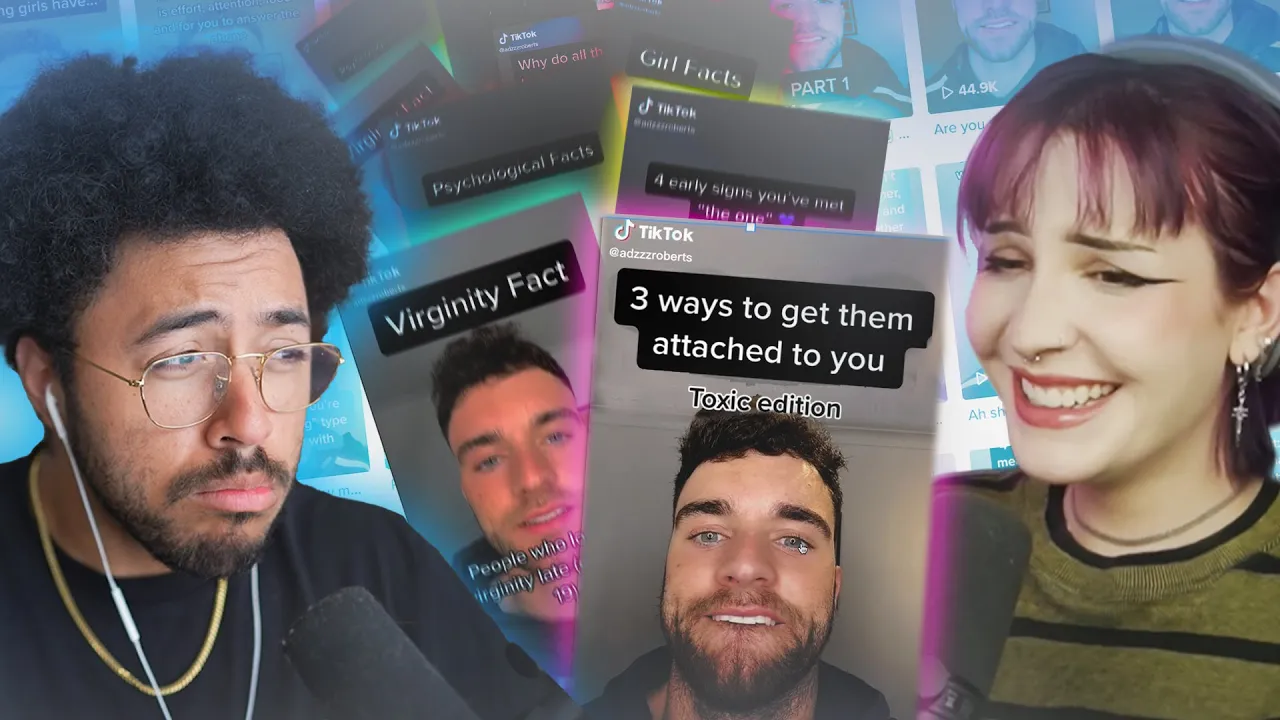 ng girls have...
is effort, attention,
and for you to answer the
TikTok
@adzzzroberts
Why do all th
Girl Facts
PART 1
44.9K
Are you
TikTok
Psychological Facts
TikTok
@adzzzroberts
4 early signs you've met
"the one" 💜
Virginity Fact
People who lo
virginity late (
19)
TikTok
@adzzzroberts
3 ways to get them
attached to you
Toxic edition
type
with
Ah sh
me